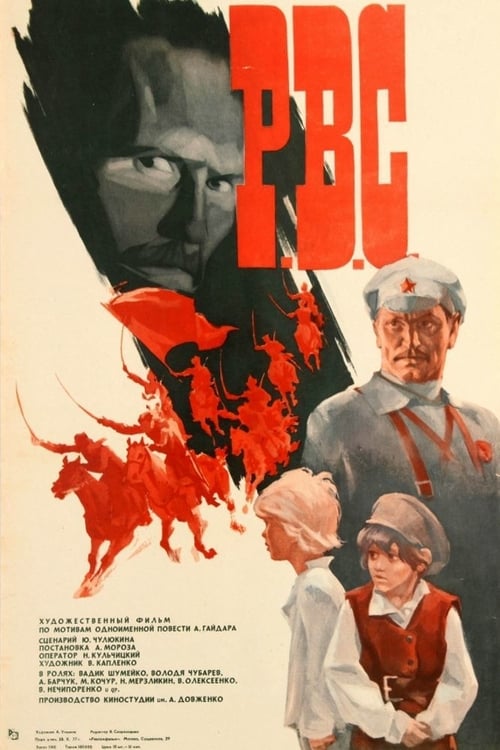 Р.В.С.
ХУДОЖЕСТВЕННЫЙ ФИЛЬМ
ПО МОТИВАМ ОДНОИМЕННОЙ ПОВЕСТИ А. ГАЙДАРА
СЦЕНАРИЙ Ю. ЧУЛЮКИНА
ПОСТАНОВКА А. МОРОЗА
ОПЕРАТОР Н. КУЛЬЧИЦКИЙ
ХУДОЖНИК В. КАПЛЕНКО
В РОЛЯХ: ВАДИК ШУМЕЙКО, ВОЛОДЯ ЧУБАРЕВ,
А. БАРЧУК, М. КОЧУР, Н. МЕРЗЛИКИН, В. ОЛЕКСЕЕНКО,
В. НЕЧИПОРЕНКО и др.
ПРОИЗВОДСТВО КИНОСТУДИИ им. А. ДОВЖЕНКО